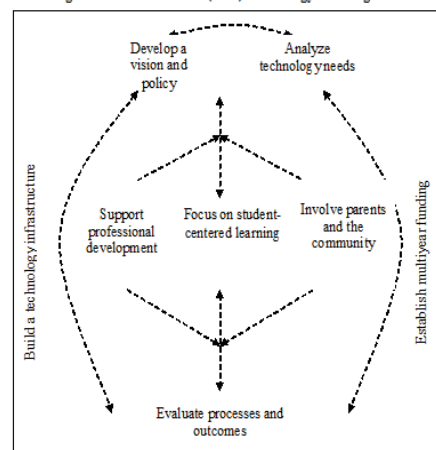 Develop a
vision and
policy
Analyze
technology needs
Build a technology infrastructure
Support
professional
development
Focus on student-
centered learning
Involve parents
and the
community
Establish multiyear funding
Evaluate processes and
outcomes